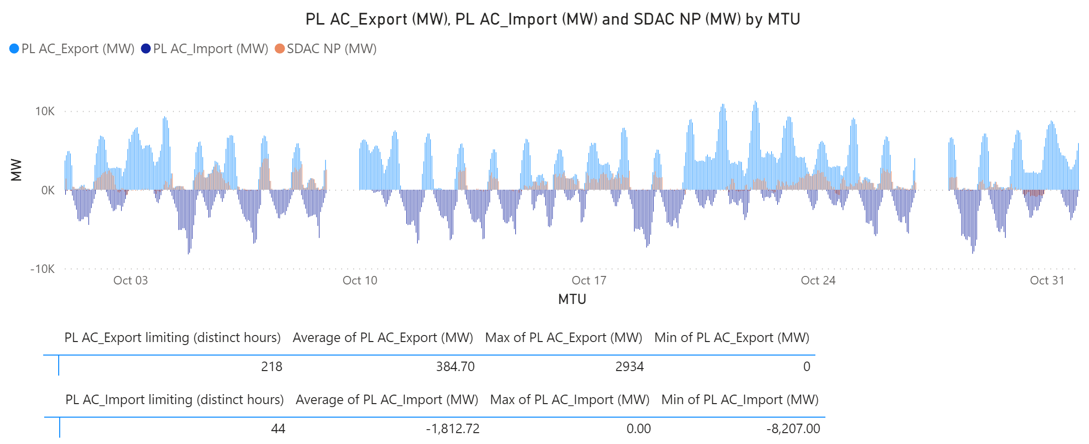 PL AC_Export (MW), PL AC_Import (MW) and SDAC NP (MW) by MTU
PL AC_Export (MW) PL AC_Import (MW) SDAC NP (MW)
10K
0K
-10K
MW
Oct 03 Oct 10 Oct 17 Oct 24 Oct 31
MTU
PL AC_Export limiting (distinct hours) Average of PL AC_Export (MW) Max of PL AC_Export (MW) Min of PL AC_Export (MW)
218 384.70 2934 0
PL AC_Import limiting (distinct hours) Average of PL AC_Import (MW) Max of PL AC_Import (MW) Min of PL AC_Import (MW)
44 -1,812.72 0.00 -8,207.00